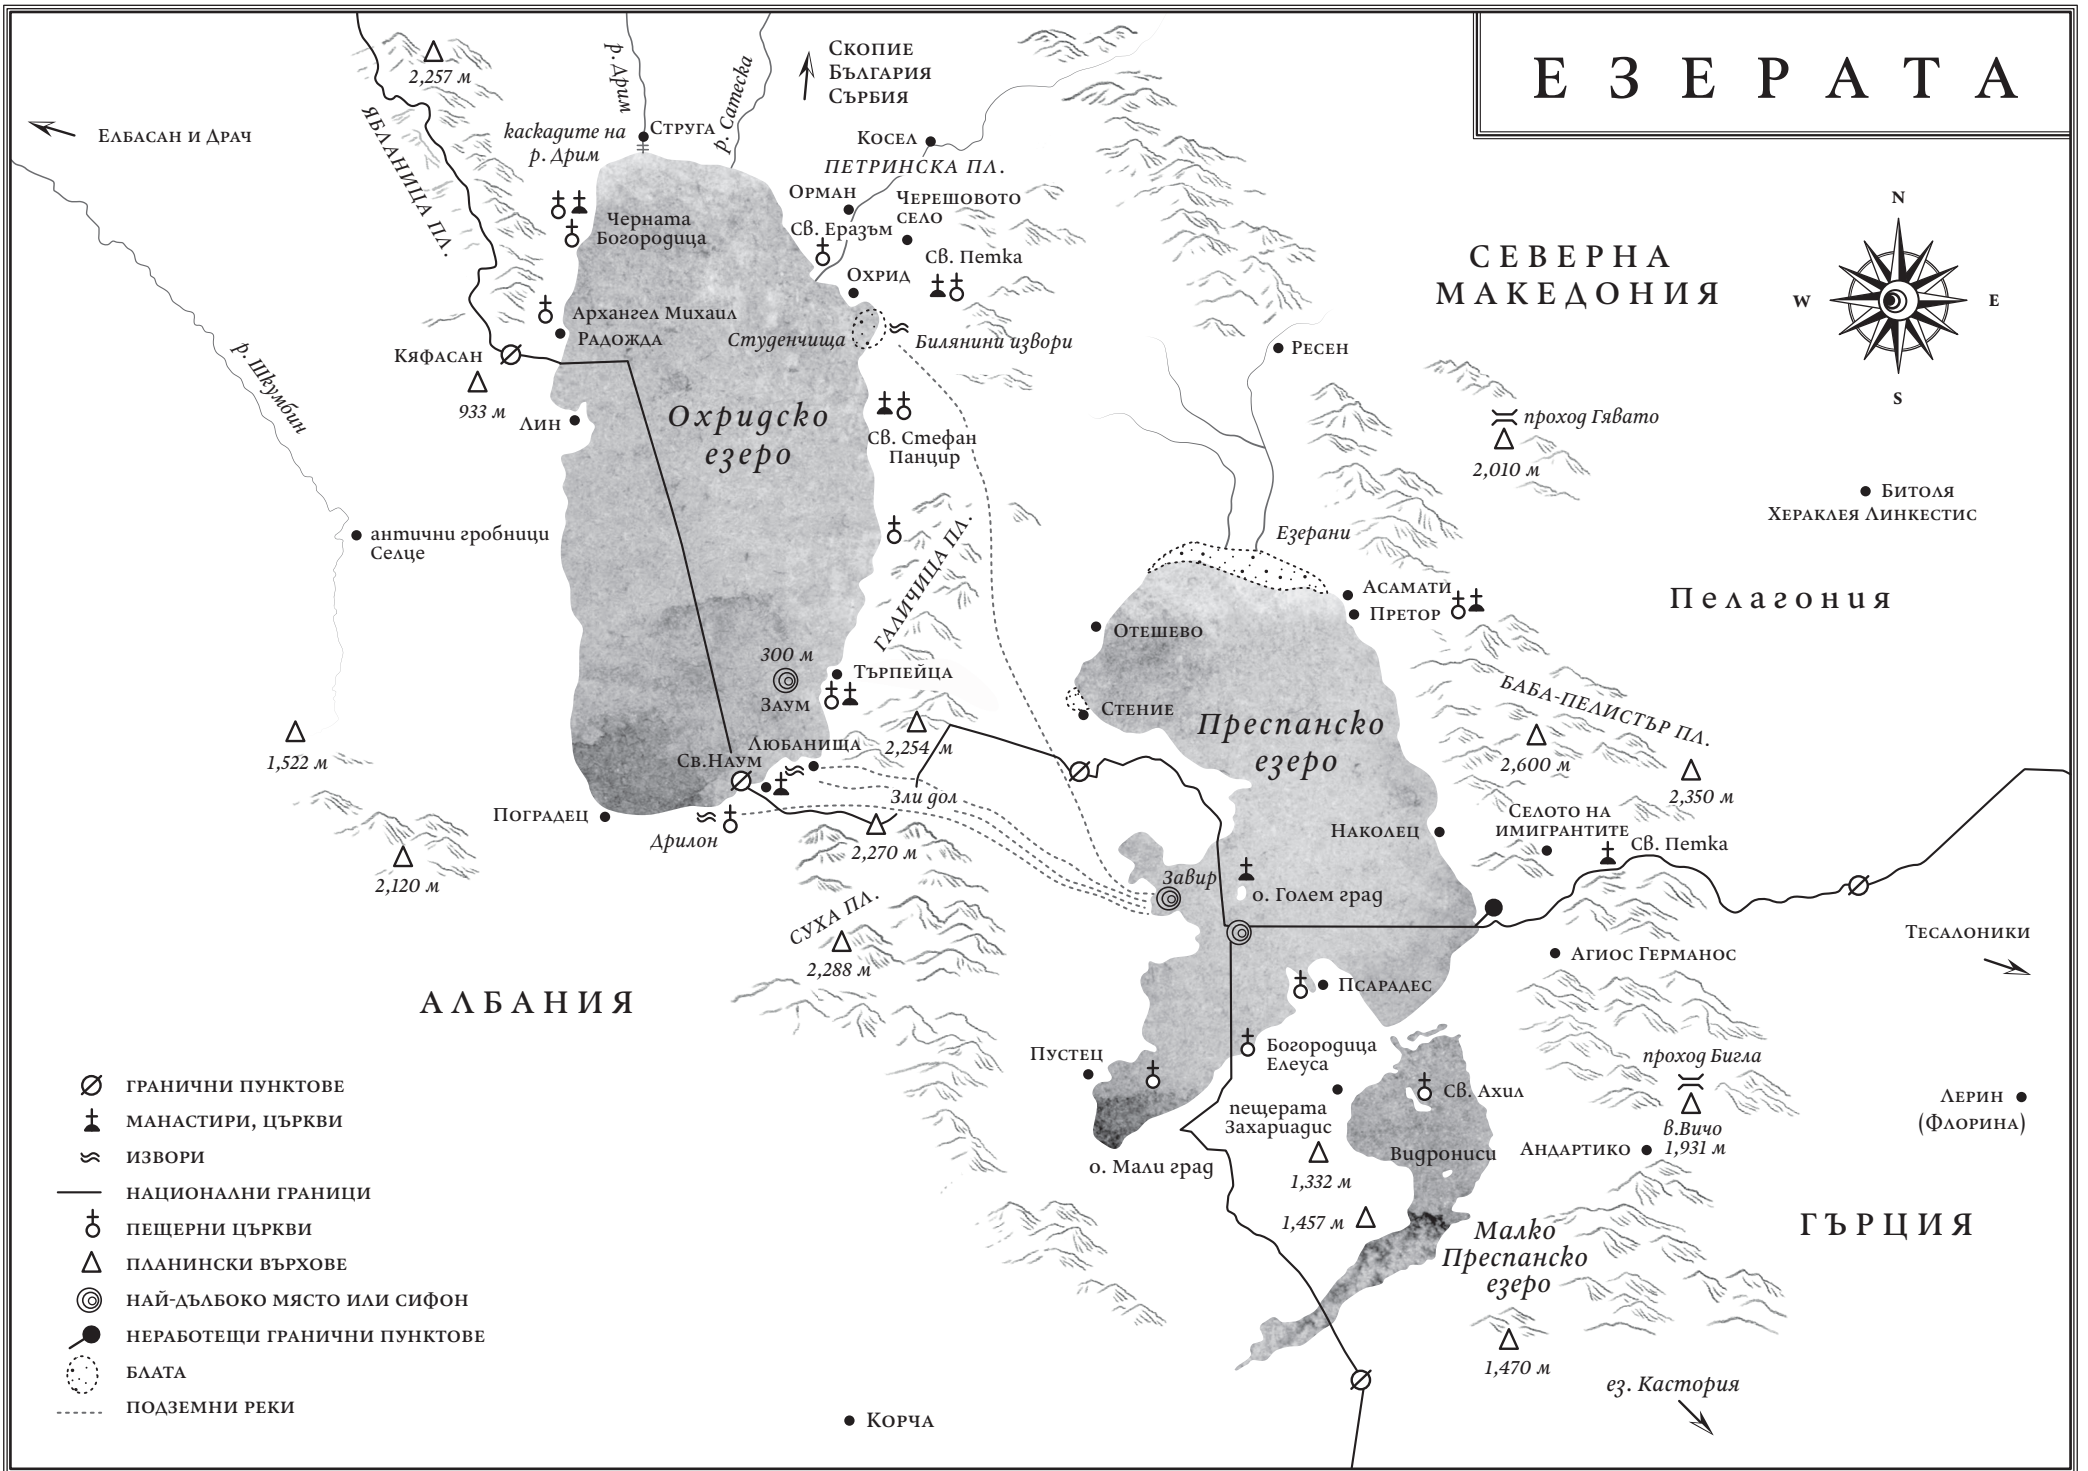 ЕЗЕРАТА
2,257 м
р. Дрим
р. Сатеска
СКОПИЕ
БЪЛГАРИЯ
СЪРБИЯ
ЕЛБАСАН И ДРАЧ
ЯБЛАНИЦА ПЛ.
каскадите на
р. Дрим
СТРУГА
КОСЕЛ
ПЕТРИНСКА ПЛ.
ОРМАН
ЧЕРЕШОВОТО
СЕЛО
Черната
Богородица
Св. Еразъм
Св. Петка
ОХРИД
N
W
E
S
СЕВЕРНА
МАКЕДОНИЯ
Архангел Михаил
РАДОЖДА
Студенчища
Билянини извори
РЕСЕН
КЯФАСАН
933 м
р. Шкумбин
ЛИН
Охридско
езеро
Св. Стефан
Панцир
проход Гявато
2,010 м
БИТОЛЯ
ХЕРАКЛЕЯ ЛИНКЕСТИС
антични гробници
Селце
ГАЛИЧИЦА ПЛ.
Езерани
АСАМАТИ
ПРЕТОР
Пелагония
ОТЕШЕВО
300 м
ЗАУМ
ТЪРПЕЙЦА
СТЕНИЕ
Преспанско
езеро
БАБА-ПЕЛИСТЪР ПЛ.
2,600 м
2,350 м
1,522 м
ЛЮБАНИЩА
2,254 м
Св.Наум
Зли дол
ПОГРАДЕЦ
Дрилон
2,270 м
2,120 м
НАКОЛЕЦ
СЕЛОТО НА
ИМИГРАНТИТЕ
Св. Петка
Завир
о. Голем град
СУХА ПЛ.
2,288 м
ТЕСАЛОНИКИ
АГИОС ГЕРМАНОС
ПСАРАДЕС
АЛБАНИЯ
ПУСТЕЦ
Богородица
Елеуса
проход Бигла
в.Вичо
1,931 м
Св. Ахил
ЛЕРИН
(ФЛОРИНА)
пещерата
Захариадис
АНДАРТИКО
Видрониси
о. Мали град
1,332 м
1,457 м
ГЪРЦИЯ
Малко
Преспанско
езеро
1,470 м
ез. Кастория
КОРЧА
ГРАНИЧНИ ПУНКТОВЕ
МАНАСТИРИ, ЦЪРКВИ
ИЗВОРИ
НАЦИОНАЛНИ ГРАНИЦИ
ПЕЩЕРНИ ЦЪРКВИ
ПЛАНИНСКИ ВЪРХОВЕ
НАЙ-ДЪЛБОКО МЯСТО ИЛИ СИФОН
НЕРАБОТЕЩИ ГРАНИЧНИ ПУНКТОВЕ
БЛАТА
ПОДЗЕМНИ РЕКИ